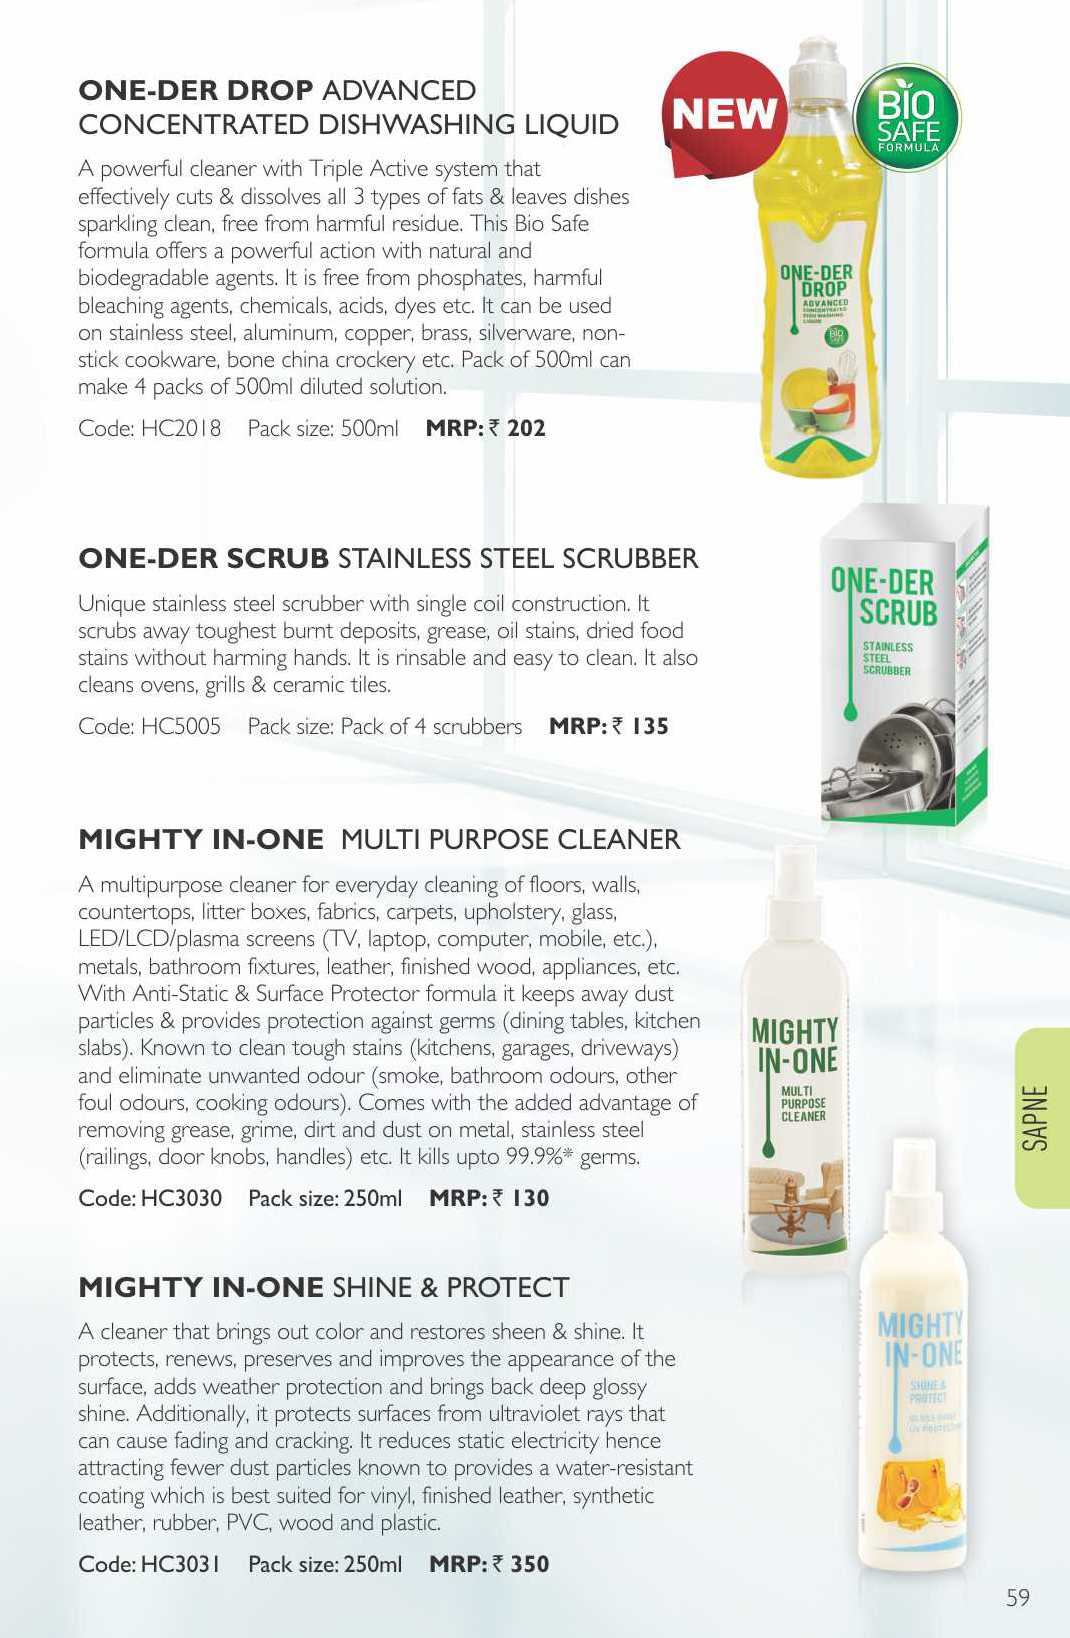 ONE-DER DROP ADVANCED
CONCENTRATED DISHWASHING LIQUID
A powerful cleaner with Triple Active system that
effectively cuts & dissolves all 3 types of fats & leaves dishes
sparkling clean, free from harmful residue. This Bio Safe
formula offers a powerful action with natural and
biodegradable agents. It is free from phosphates, harmful
bleaching agents, chemicals, acids, dyes etc. It can be used
on stainless steel, aluminum, copper, brass, silverware, non-
stick cookware, bone china crockery etc. Pack of 500ml can
make 4 packs of 500ml diluted solution.
Code: HC2018 Pack size: 500ml MRP: ₹ 202
NEW
BIO
SAFE
FORMULA
ONE-DER
DROP
ADVANCED
CONCENTRATED
DISH WASHING
LIQUID
BIO
SAFE
ONE-DER SCRUB STAINLESS STEEL SCRUBBER
Unique stainless steel scrubber with single coil construction. It
scrubs away toughest burnt deposits, grease, oil stains, dried food
stains without harming hands. It is rinsable and easy to clean. It also
cleans ovens, grills & ceramic tiles.
Code: HC5005 Pack size: Pack of 4 scrubbers MRP: ₹ 135
ONE-DER
SCRUB
STAINLESS
STEEL
SCRUBBER
MIGHTY IN-ONE MULTI PURPOSE CLEANER
A multipurpose cleaner for everyday cleaning of floors, walls,
countertops, litter boxes, fabrics, carpets, upholstery, glass,
LED/LCD/plasma screens (TV, laptop, computer, mobile, etc.),
metals, bathroom fixtures, leather, finished wood, appliances, etc.
With Anti-Static & Surface Protector formula it keeps away dust
particles & provides protection against germs (dining tables, kitchen
slabs). Known to clean tough stains (kitchens, garages, driveways)
and eliminate unwanted odour (smoke, bathroom odours, other
foul odours, cooking odours). Comes with the added advantage of
removing grease, grime, dirt and dust on metal, stainless steel
(railings, door knobs, handles) etc. It kills upto 99.9%* germs.
Code: HC3030 Pack size: 250ml MRP: ₹ 130
MIGHTY
IN-ONE
MULTI
PURPOSE
CLEANER
SAPNE
MIGHTY IN-ONE SHINE & PROTECT
A cleaner that brings out color and restores sheen & shine. It
protects, renews, preserves and improves the appearance of the
surface, adds weather protection and brings back deep glossy
shine. Additionally, it protects surfaces from ultraviolet rays that
can cause fading and cracking. It reduces static electricity hence
attracting fewer dust particles known to provides a water-resistant
coating which is best suited for vinyl, finished leather, synthetic
leather, rubber, PVC, wood and plastic.
Code: HC3031 Pack size: 250ml MRP: ₹ 350
MIGHTY
IN-ONE
SHINE &
PROTECT
59